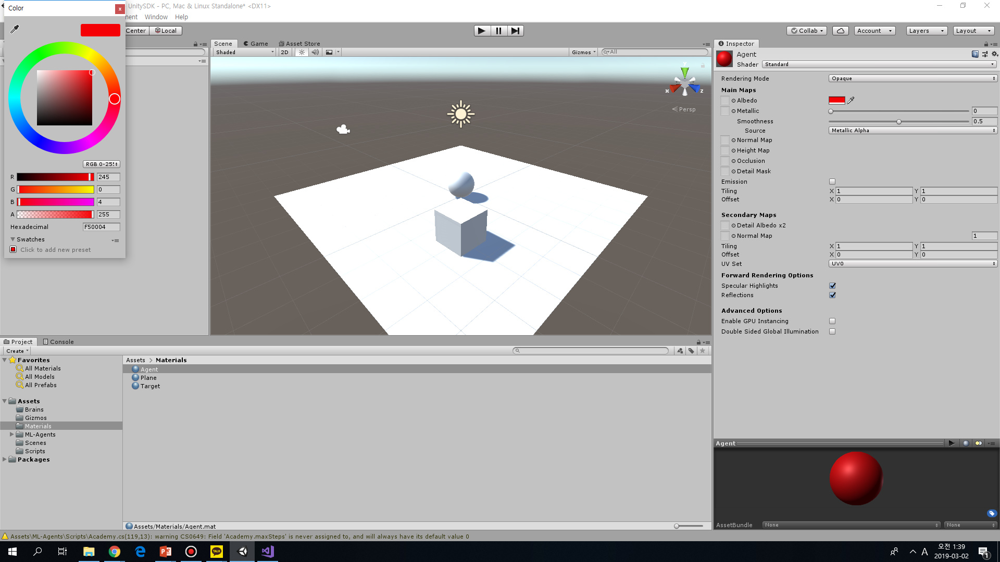 Color
x
UnitySDK - PC, Mac & Linux Standalone* <DX11>
nent Window Help
Center Local
Collab Account Layers Layout
Scene Game Asset Store
Shaded 2D Gizmos All
y
x z
Persp
RGB 0-255
R 245
G 0
B 4
A 255
Hexadecimal F50004
Swatches
Click to add new preset
Inspector
Agent
Shader Standard
Rendering Mode Opaque
Main Maps
Albedo
Metallic 0
Smoothness 0.5
Source Metallic Alpha
Normal Map
Height Map
Occlusion
Detail Mask
Emission
Tiling X 1 Y 1
Offset X 0 Y 0
Secondary Maps
Detail Albedo x2
Normal Map 1
Tiling X 1 Y 1
Offset X 0 Y 0
UV Set UV0
Forward Rendering Options
Specular Highlights
Reflections
Advanced Options
Enable GPU Instancing
Double Sided Global Illumination
Project Console
Create
Favorites
All Materials
All Models
All Prefabs
Assets
Brains
Gizmos
Materials
ML-Agents
Scenes
Scripts
Packages
Assets > Materials
Agent
Plane
Target
Assets/Materials/Agent.mat
Agent
AssetBundle None None
Assets\ML-Agents\Scripts\Academy.cs(119,13): warning CS0649: Field 'Academy.maxSteps' is never assigned to, and will always have its default value 0
TALK
A
오전 1:39
2019-03-02
1